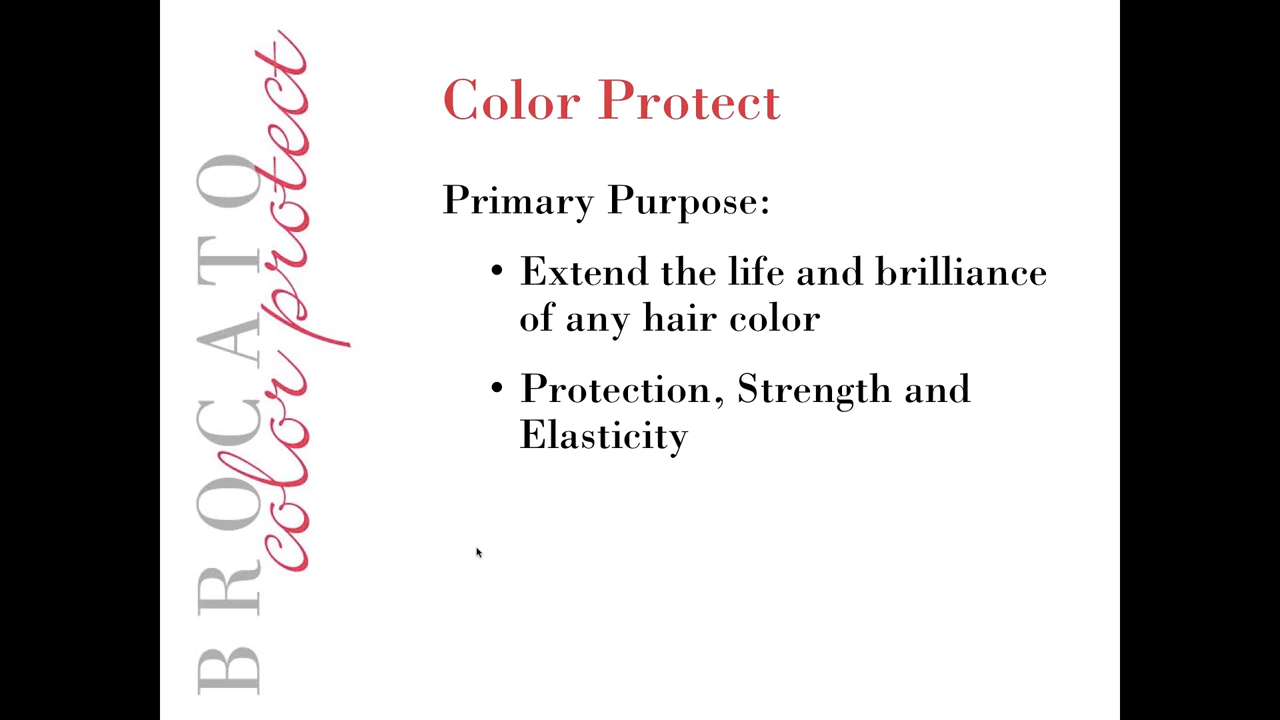 BROCATO
color protect
Color Protect
Primary Purpose:
• Extend the life and brilliance
of any hair color
• Protection, Strength and
Elasticity